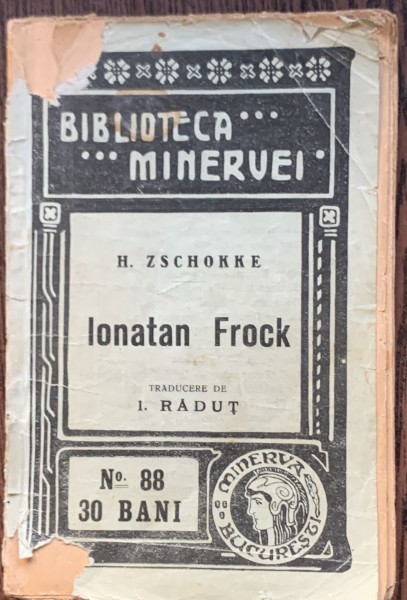 BIBLIOTECA
MINERVEI
H. ZSCHOKKE
Ionatan Frock
TRADUCERE DE
I. RĂDUȚ
No. 88
30 BANI
MINERVA
BUCUREȘTI